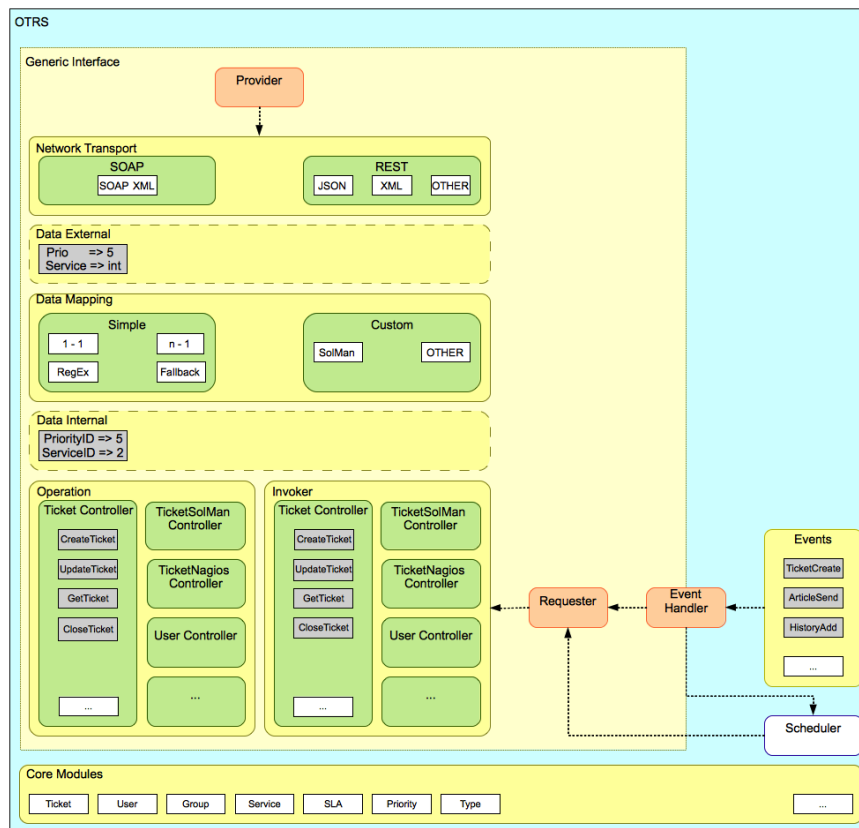 OTRS
Generic Interface
Provider
Network Transport
SOAP
SOAP XML
REST
JSON
XML
OTHER
Data External
Prio => 5
Service => int
Data Mapping
Simple
1 - 1
n - 1
RegEx
Fallback
Custom
SolMan
OTHER
Data Internal
PriorityID => 5
ServiceID => 2
Operation
Ticket Controller
CreateTicket
UpdateTicket
GetTicket
CloseTicket
...
TicketSolMan
Controller
TicketNagios
Controller
User Controller
...
Invoker
Ticket Controller
CreateTicket
UpdateTicket
GetTicket
CloseTicket
...
TicketSolMan
Controller
TicketNagios
Controller
User Controller
...
Requester
Event
Handler
Events
TicketCreate
ArticleSend
HistoryAdd
...
Scheduler
Core Modules
Ticket
User
Group
Service
SLA
Priority
Type
...